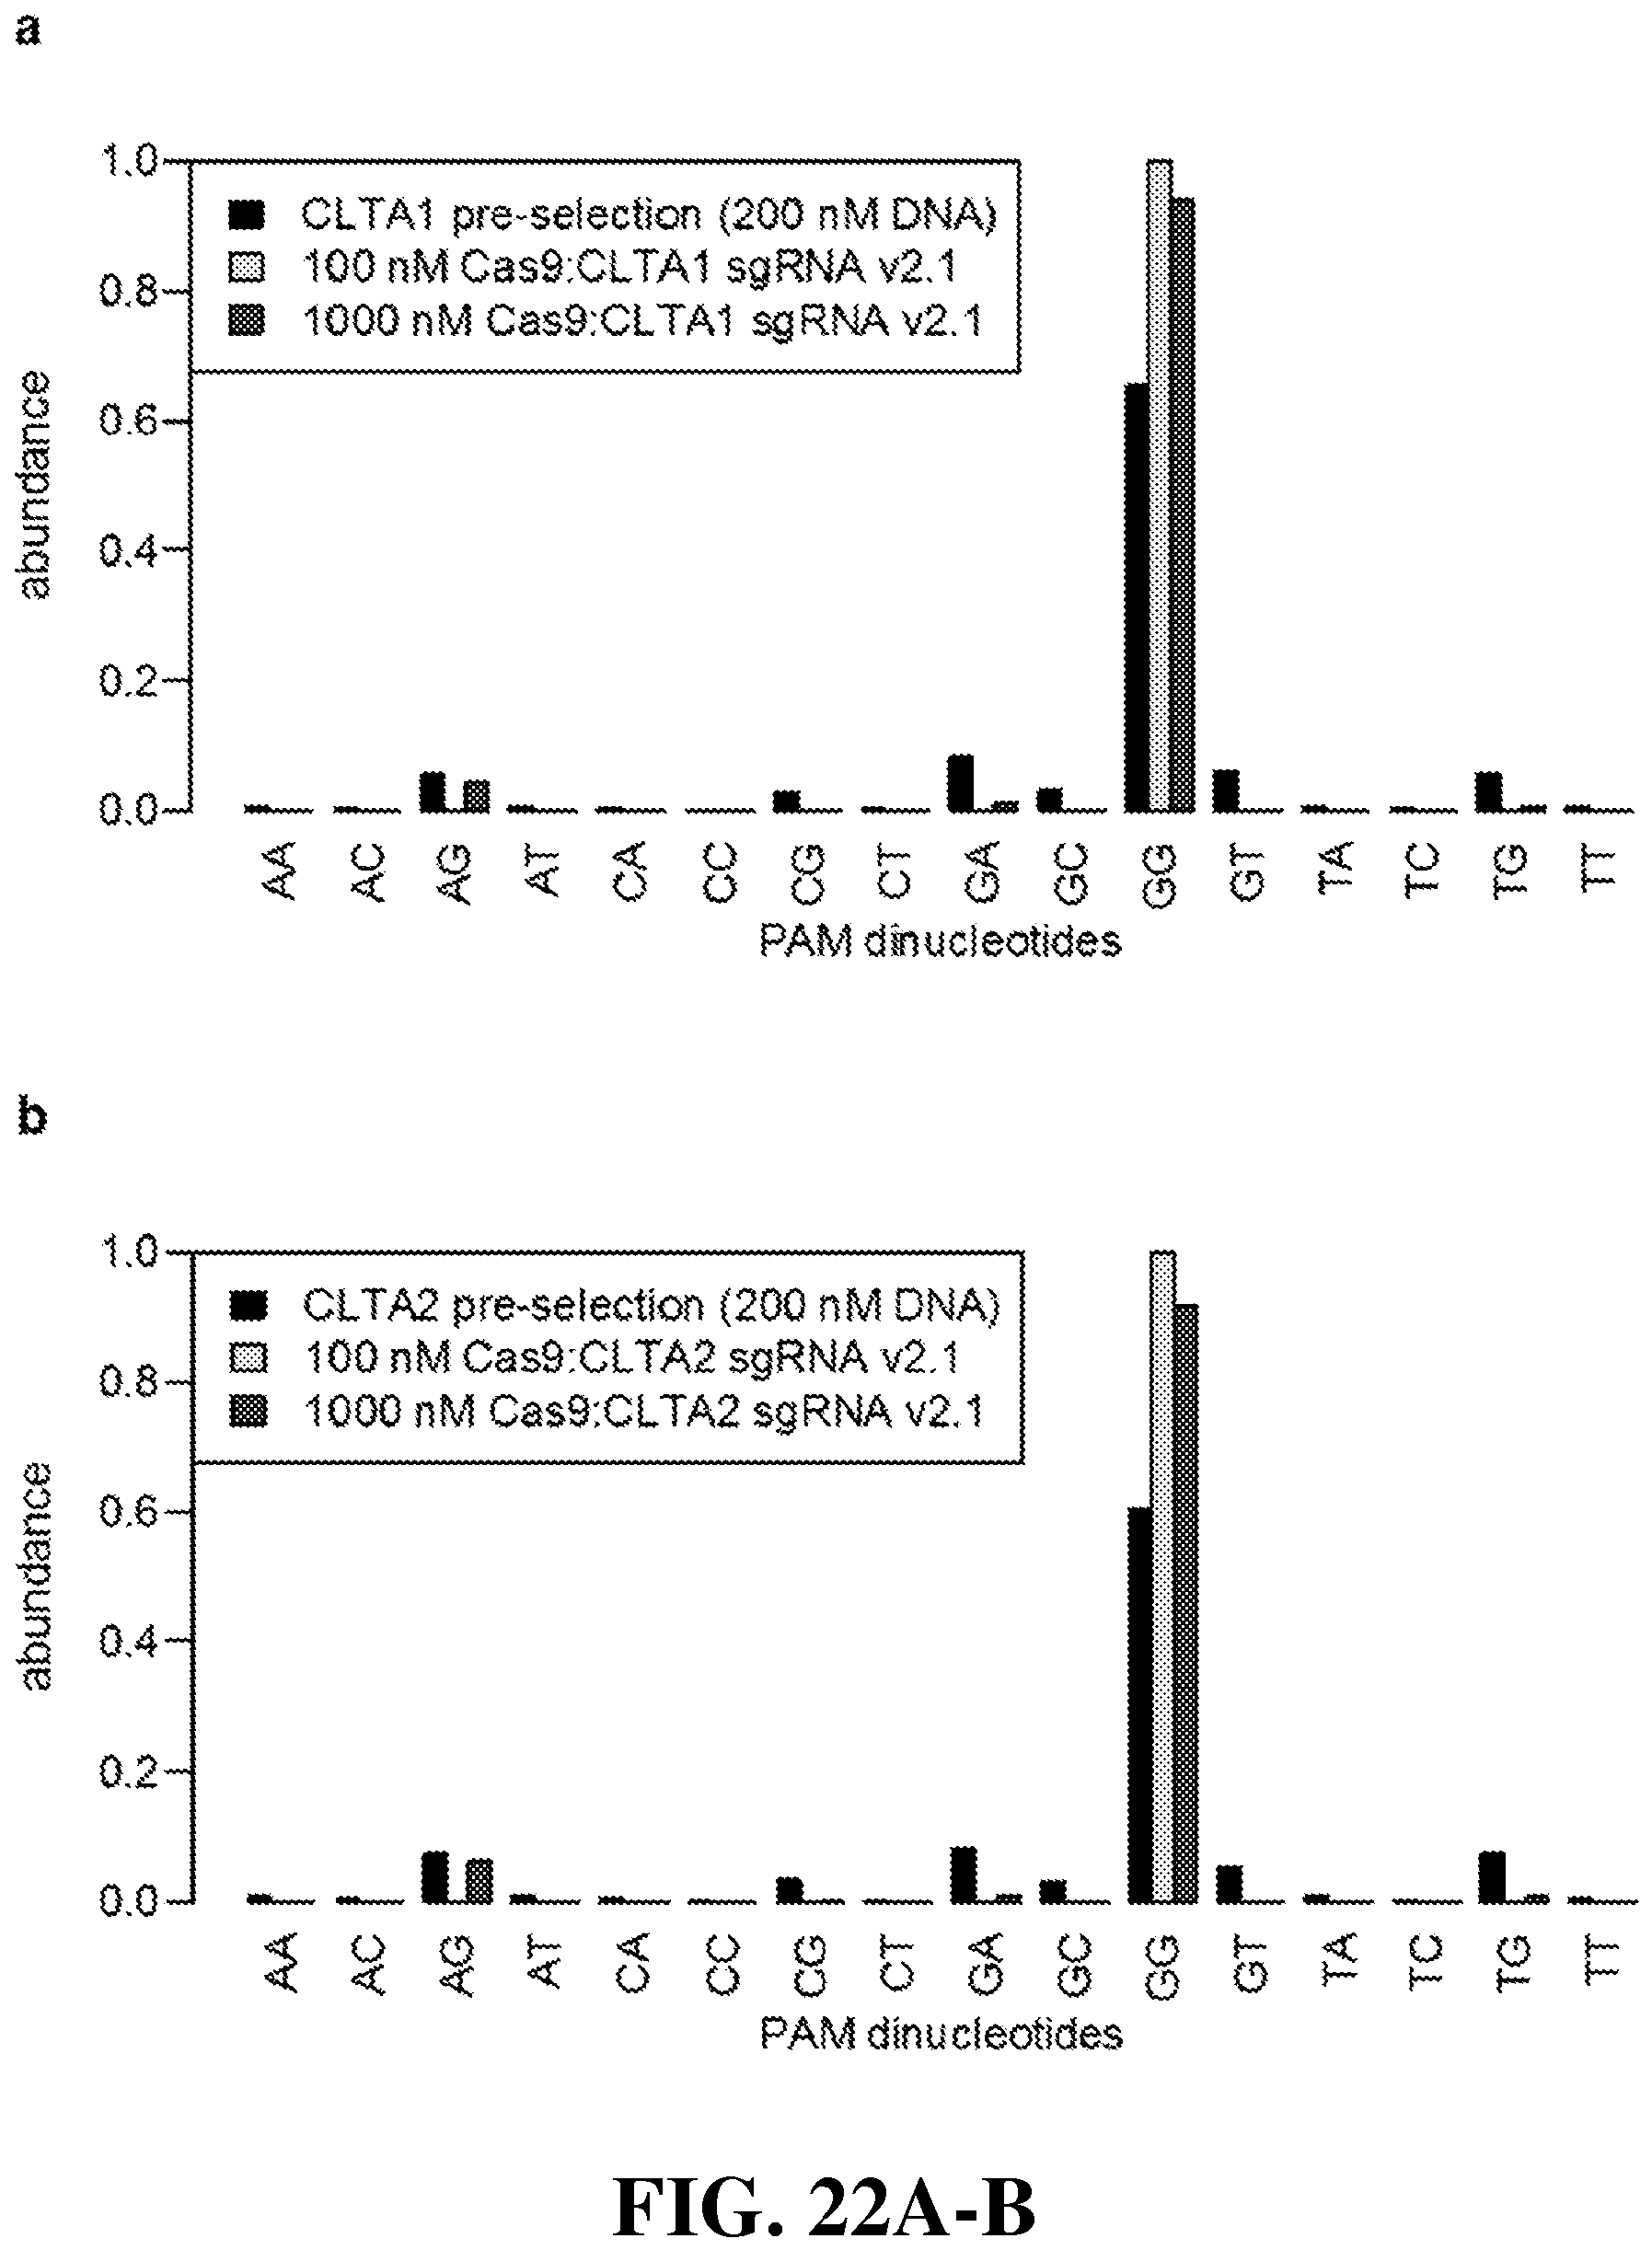 a
1.0
0.8
0.6
0.4
0.2
0.0
abundance
CLTA1 pre-selection (200 nM DNA)
100 nM Cas9:CLTA1 sgRNA v2.1
1000 nM Cas9:CLTA1 sgRNA v2.1
AA AC AG AT CA CC CG CT GA GC GG GT TA TC TG TT
PAM dinucleotides
b
1.0
0.8
0.6
0.4
0.2
0.0
abundance
CLTA2 pre-selection (200 nM DNA)
100 nM Cas9:CLTA2 sgRNA v2.1
1000 nM Cas9:CLTA2 sgRNA v2.1
AA AC AG AT CA CC CG CT GA GC GG GT TA TC TG TT
PAM dinucleotides
FIG. 22A-B